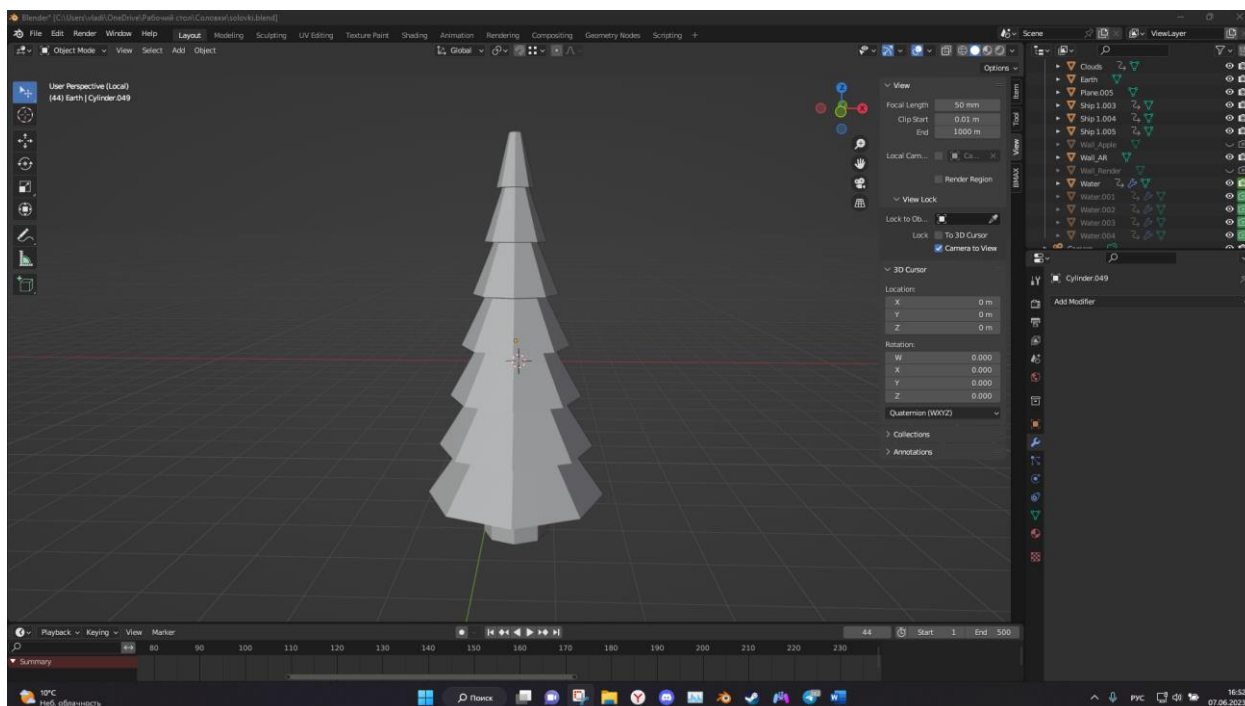 Blender* [C:\Users\vladi\OneDrive\Рабочий стол\Соловки\solovki.blend]
File Edit Render Window Help Layout Modeling Sculpting UV Editing Texture Paint Shading Animation Rendering Compositing Geometry Nodes Scripting + Scene ViewLayer
Object Mode View Select Add Object Global
Options
User Perspective (Local)
(44) Earth | Cylinder.049
View
Focal Length 50 mm
Clip Start 0.01 m
End 1000 m
Local Cam... Ca...
Render Region
View Lock
Lock to Ob...
Lock To 3D Cursor
Camera to View
3D Cursor
Location:
X 0 m
Y 0 m
Z 0 m
Rotation:
W 0.000
X 0.000
Y 0.000
Z 0.000
Quaternion (WXYZ)
Collections
Annotations
Item
Tool
View
BMAX
Clouds
Earth
Plane.005
Ship 1.003
Ship 1.004
Ship 1.005
Wall_Apple
Wall_AR
Wall_Render
Water
Water.001
Water.002
Water.003
Water.004
Cylinder.049
Add Modifier
Playback Keying View Marker 44 Start 1 End 500
80 90 100 110 120 130 140 150 160 170 180 190 200 210 220 230
Summary
10°C
Неб. облачность
Поиск
РУС
16:52
07.06.2023